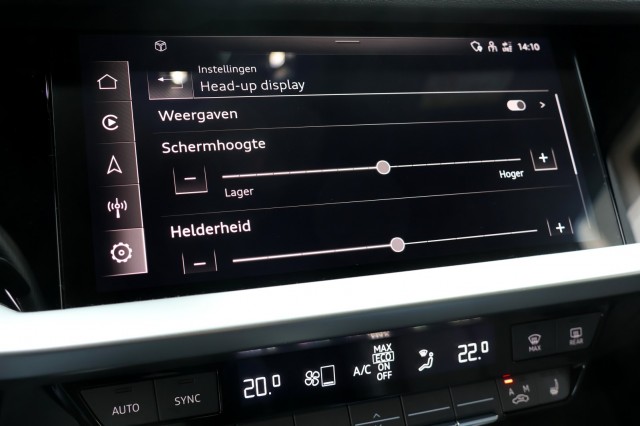 14:10
Instellingen
Head-up display
Weergaven
Schermhoogte
Lager
Hoger
Helderheid
20.0
A/C
MAX
ECO
ON
OFF
22.0
MAX
REAR
AUTO
SYNC
A
M